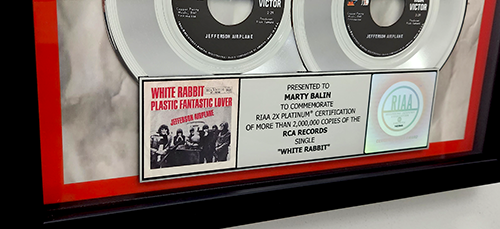 VICTOR
VICTOR
JEFFERSON AIRPLANE
JEFFERSON AIRPLANE
WHITE RABBIT
PLASTIC FANTASTIC LOVER
JEFFERSON AIRPLANE
PRESENTED TO
MARTY BALIN
TO COMMEMORATE
RIAA 2X PLATINUM® CERTIFICATION
OF MORE THAN 2,000,000 COPIES OF THE
RCA RECORDS
SINGLE
"WHITE RABBIT"
RIAA